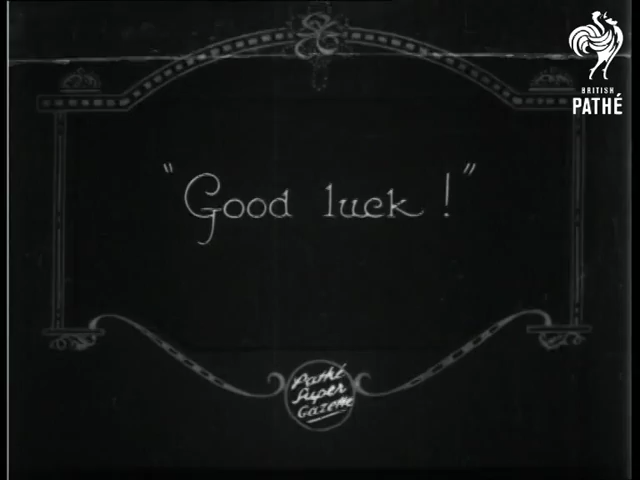 BRITISH
PATHÉ
"Good luck!"
Pathé
Super
Gazette